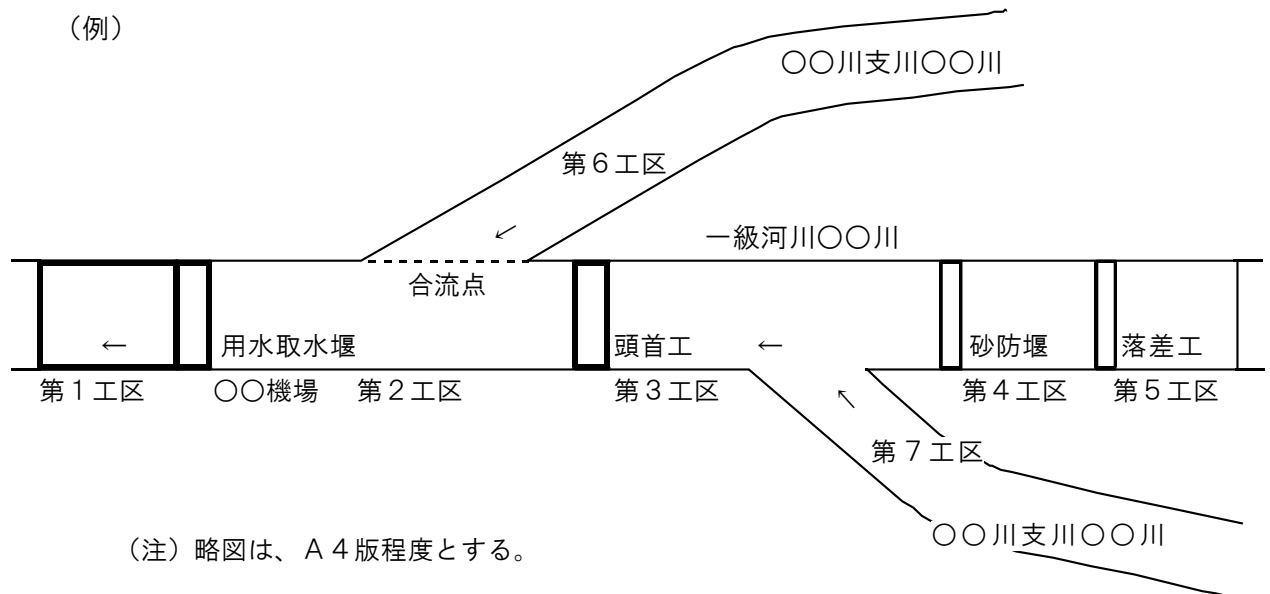 （例）
〇〇川支川〇〇川
第６工区
↙
一級河川〇〇川
合流点
← 用水取水堰 頭首工 ← 砂防堰 落差工
第１工区 〇〇機場 第２工区 第３工区 第４工区 第５工区
↖
第７工区
〇〇川支川〇〇川
（注）略図は、Ａ４版程度とする。